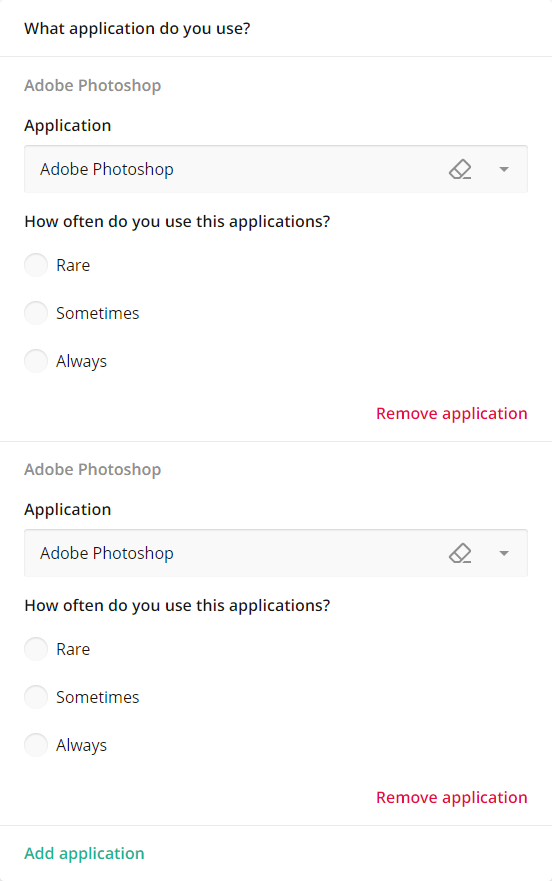 What application do you use?
Adobe Photoshop
Application
Adobe Photoshop
How often do you use this applications?
Rare
Sometimes
Always
Remove application
Adobe Photoshop
Application
Adobe Photoshop
How often do you use this applications?
Rare
Sometimes
Always
Remove application
Add application